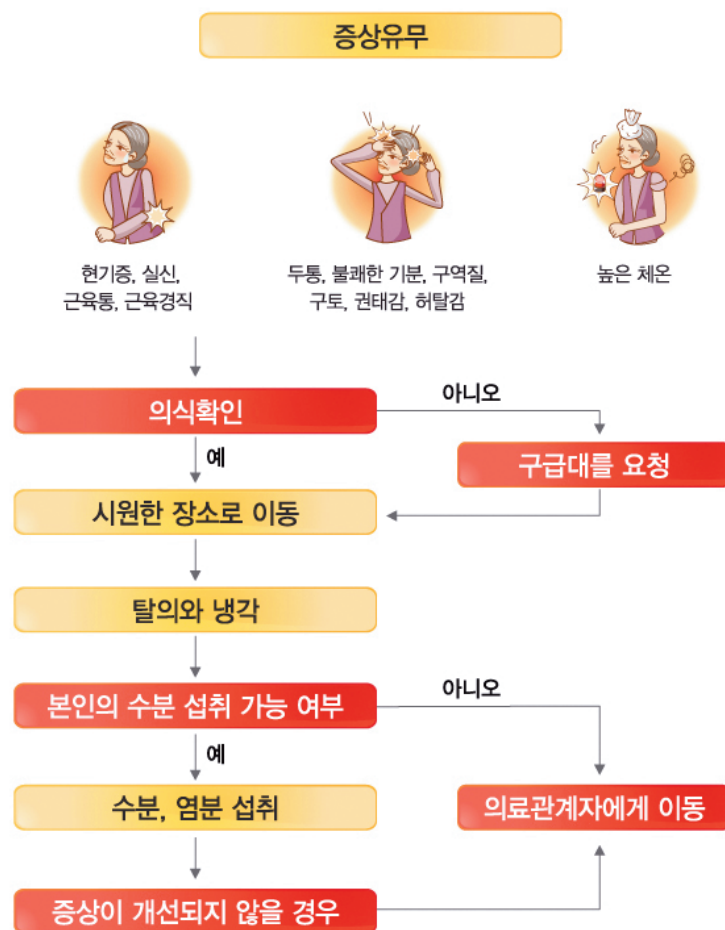 증상유무
현기증, 실신,
근육통, 근육경직
두통, 불쾌한 기분, 구역질,
구토, 권태감, 허탈감
높은 체온
의식확인
아니오
예
구급대를 요청
시원한 장소로 이동
탈의와 냉각
본인의 수분 섭취 가능 여부
아니오
예
수분, 염분 섭취
의료관계자에게 이동
증상이 개선되지 않을 경우